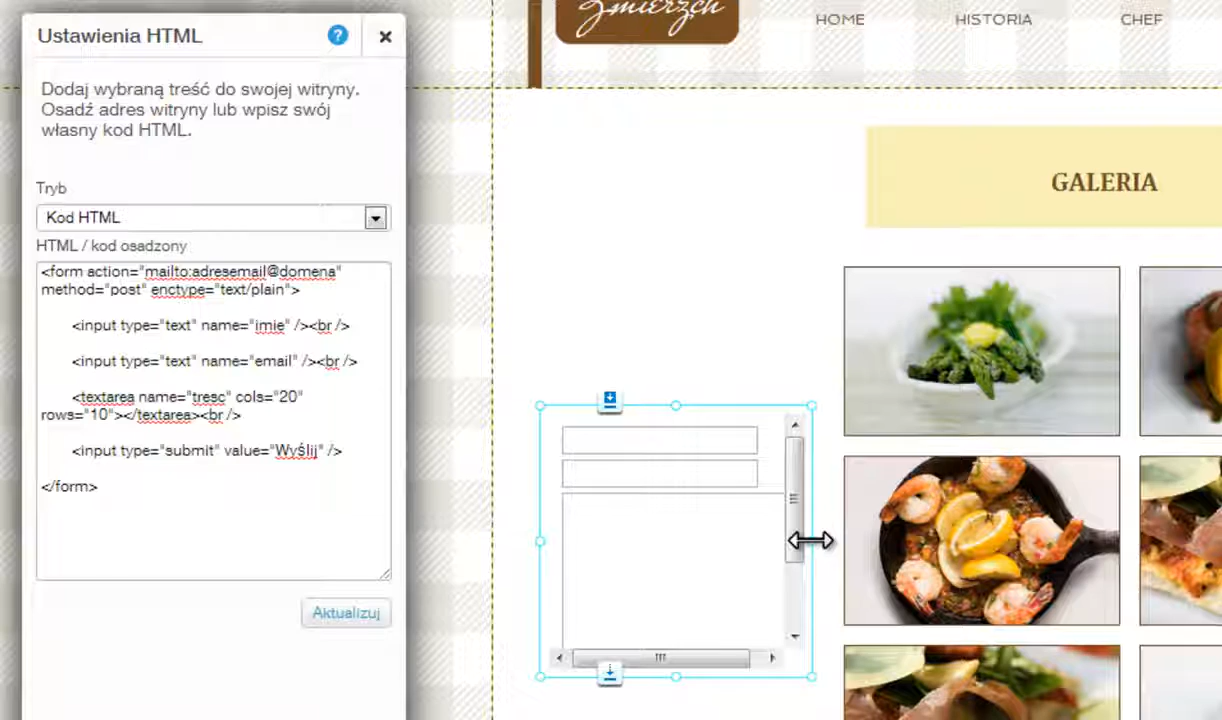 Ustawienia HTML
?
Zmierzch
HOME
HISTORIA
CHEF
Dodaj wybraną treść do swojej witryny.
Osadź adres witryny lub wpisz swój
własny kod HTML.
Tryb
Kod HTML
HTML / kod osadzony
<form action="mailto:adresemail@domena"
method="post" enctype="text/plain">
<input type="text" name="imie" /><br />
<input type="text" name="email" /><br />
<textarea name="tresc" cols="20"
rows="10"></textarea><br />
<input type="submit" value="Wyślij" />
</form>
Aktualizuj
GALERIA